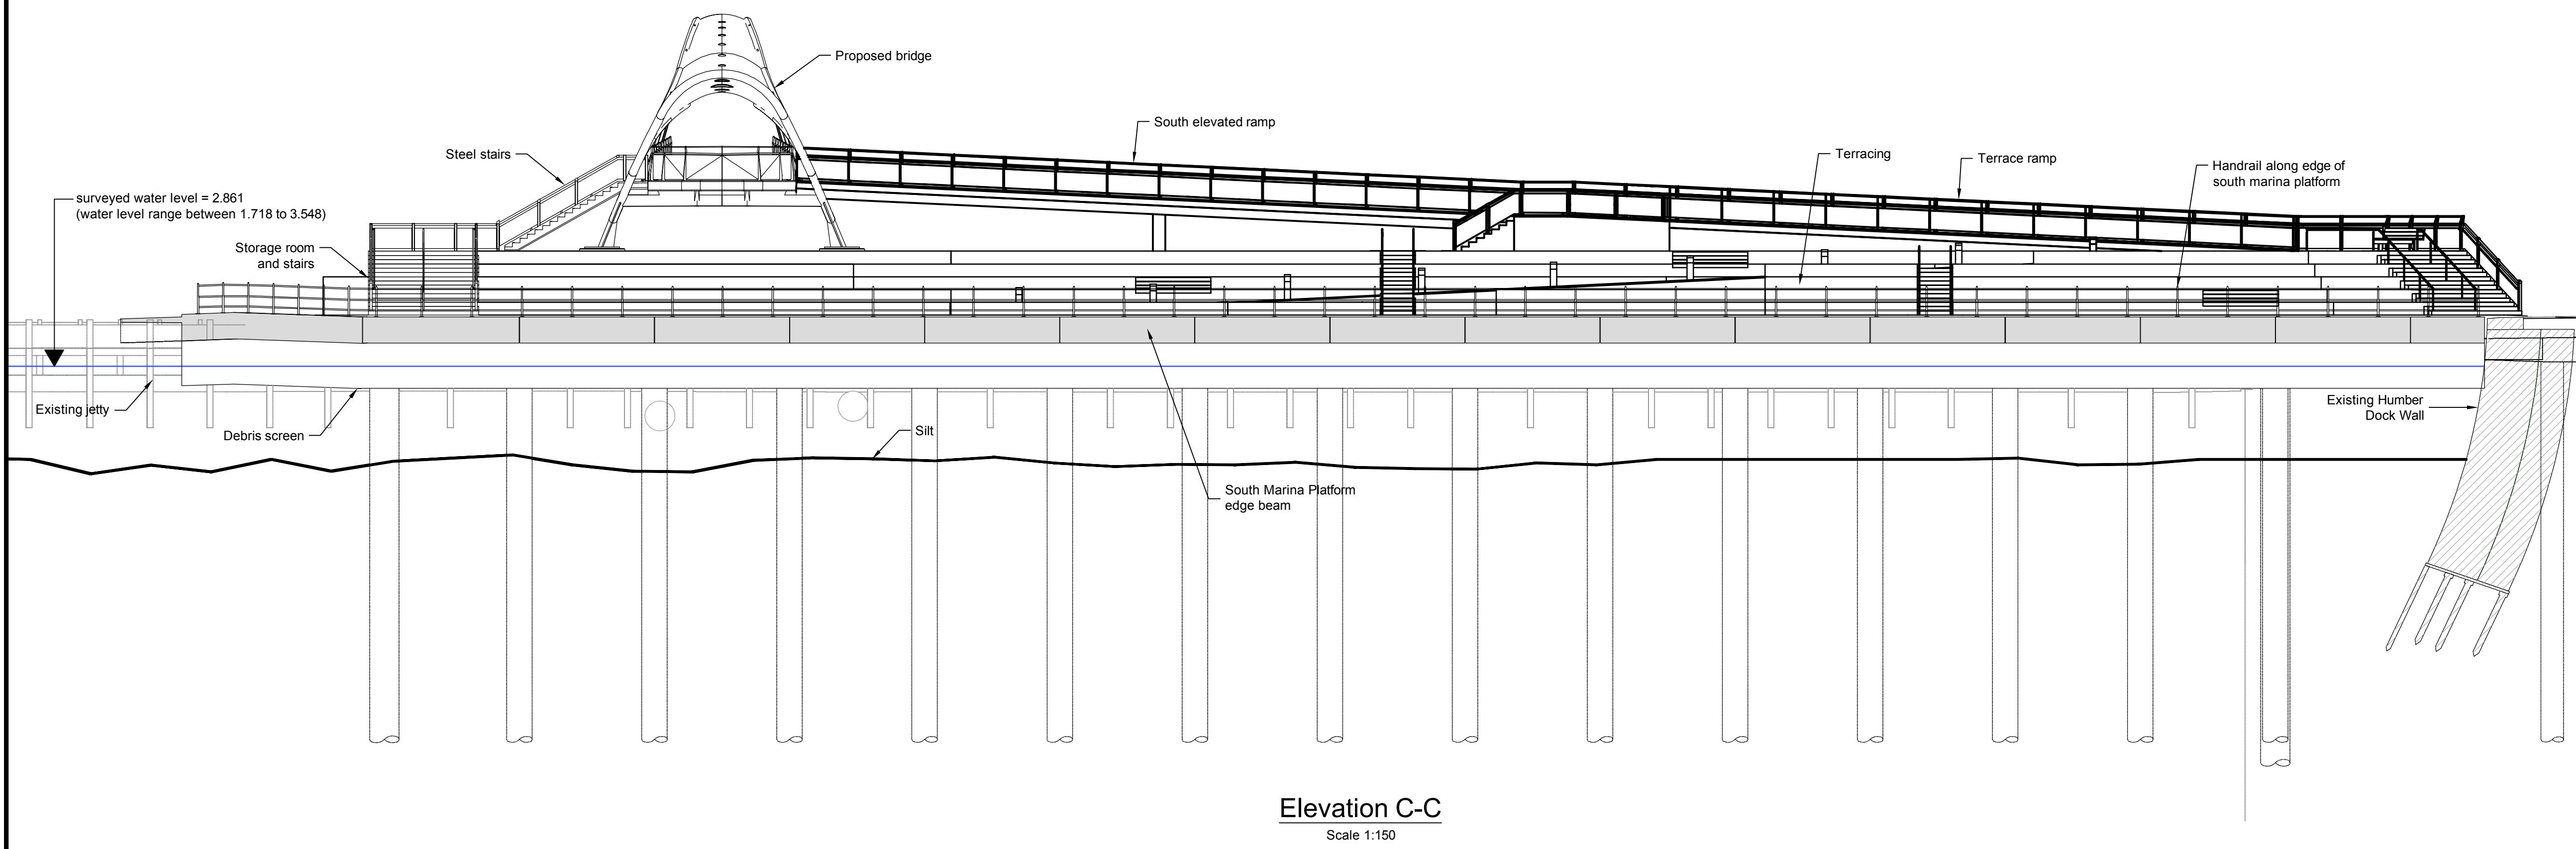 Proposed bridge
South elevated ramp
Steel stairs
Terracing
Terrace ramp
Handrail along edge of
south marina platform
surveyed water level = 2.861
(water level range between 1.718 to 3.548)
Storage room
and stairs
Existing jetty
Debris screen
Silt
Existing Humber
Dock Wall
South Marina Platform
edge beam
Elevation C-C
Scale 1:150